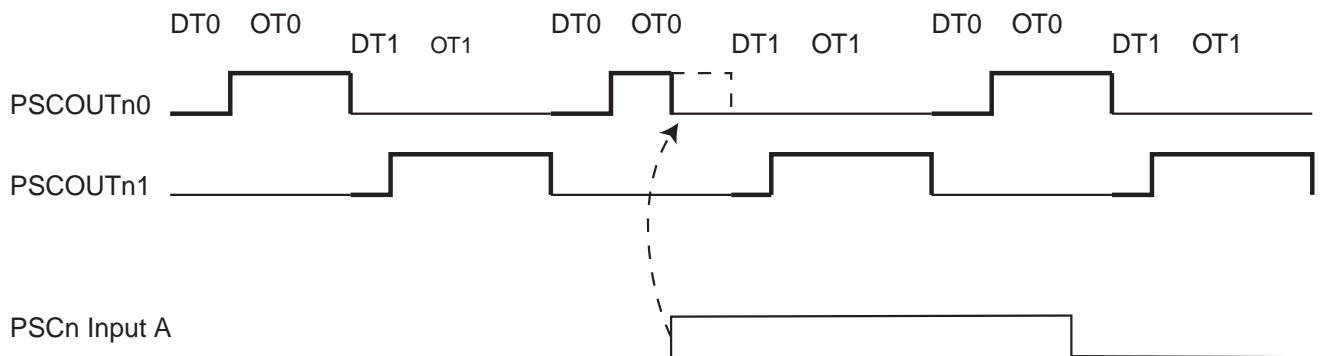 DT0 OT0 DT0 OT0 DT0 OT0
DT1 OT1 DT1 OT1 DT1 OT1
PSCOUTn0
PSCOUTn1
PSCn Input A